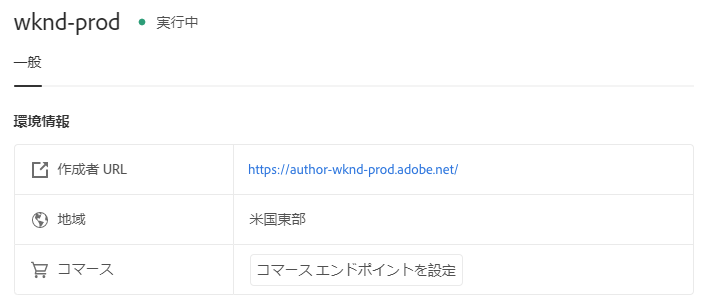 wknd-prod 実行中
一般
環境情報
作成者 URL https://author-wknd-prod.adobe.net/
地域 米国東部
コマース コマース エンドポイントを設定